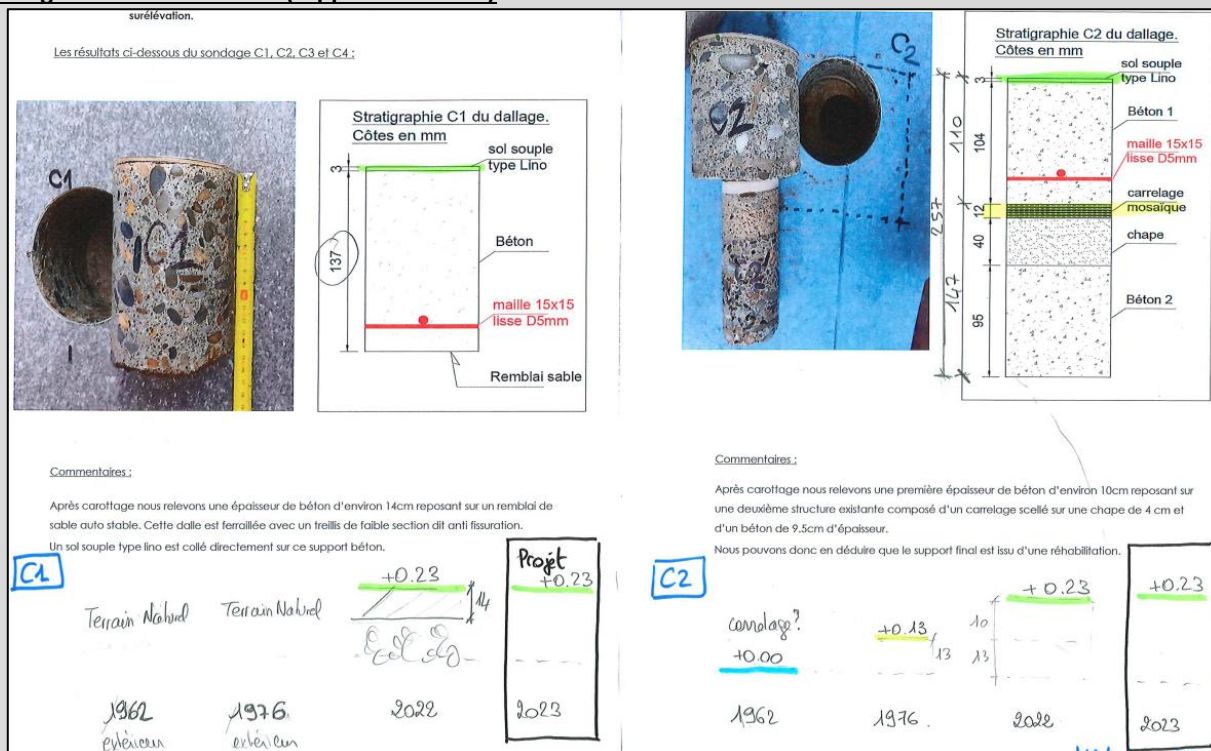 surélévation.
Les résultats ci-dessous du sondage C1, C2, C3 et C4 :
C1
C1
Stratigraphie C1 du dallage.
Côtes en mm
sol souple
type Lino
3
137
Béton
maille 15x15
lisse D5mm
Remblai sable
Commentaires :
Après carottage nous relevons une épaisseur de béton d'environ 14cm reposant sur un remblai de
sable auto stable. Cette dalle est ferraillée avec un treillis de faible section dit anti fissuration.
Un sol souple type lino est collé directement sur ce support béton.
C1
Terrain Naturel
Terrain Naturel
+0.23
14
Projet
+0.23
1962
extérieur
1976
extérieur
2022
2023
C2
C2
257
110
147
Stratigraphie C2 du dallage.
Côtes en mm
sol souple
type Lino
3
Béton 1
104
maille 15x15
lisse D5mm
carrelage
mosaïque
12
chape
40
Béton 2
95
Commentaires :
Après carottage nous relevons une première épaisseur de béton d'environ 10cm reposant sur
une deuxième structure existante composé d'un carrelage scellé sur une chape de 4 cm et
d'un béton de 9.5cm d'épaisseur.
Nous pouvons donc en déduire que le support final est issu d'une réhabilitation.
C2
carrelage?
+0.00
+0.13
13
+0.23
10
13
+0.23
1962
1976.
2022
2023